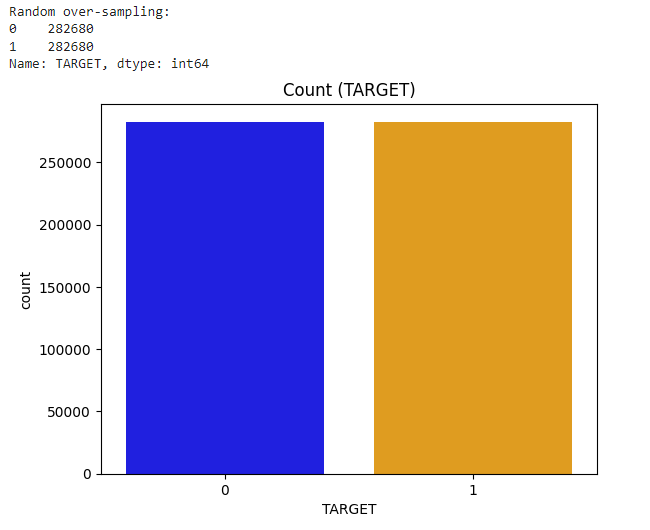 Random over-sampling:
0    282680
1    282680
Name: TARGET, dtype: int64
Count (TARGET)
250000
200000
150000
100000
50000
0
count
0 1
TARGET